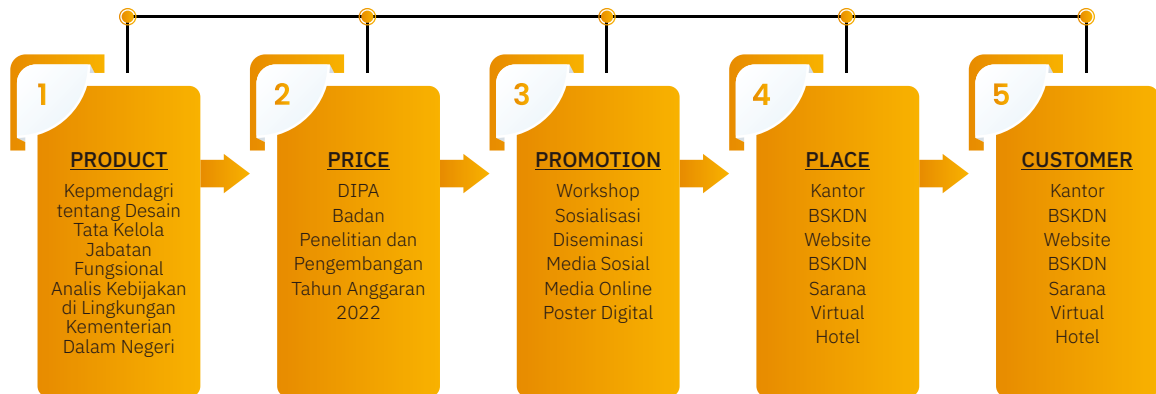 1
PRODUCT
Kepmendagri
tentang Desain
Tata Kelola
Jabatan
Fungsional
Analis Kebijakan
di Lingkungan
Kementerian
Dalam Negeri
2
PRICE
DIPA
Badan
Penelitian dan
Pengembangan
Tahun Anggaran
2022
3
PROMOTION
Workshop
Sosialisasi
Diseminasi
Media Sosial
Media Online
Poster Digital
4
PLACE
Kantor
BSKDN
Website
BSKDN
Sarana
Virtual
Hotel
5
CUSTOMER
Kantor
BSKDN
Website
BSKDN
Sarana
Virtual
Hotel